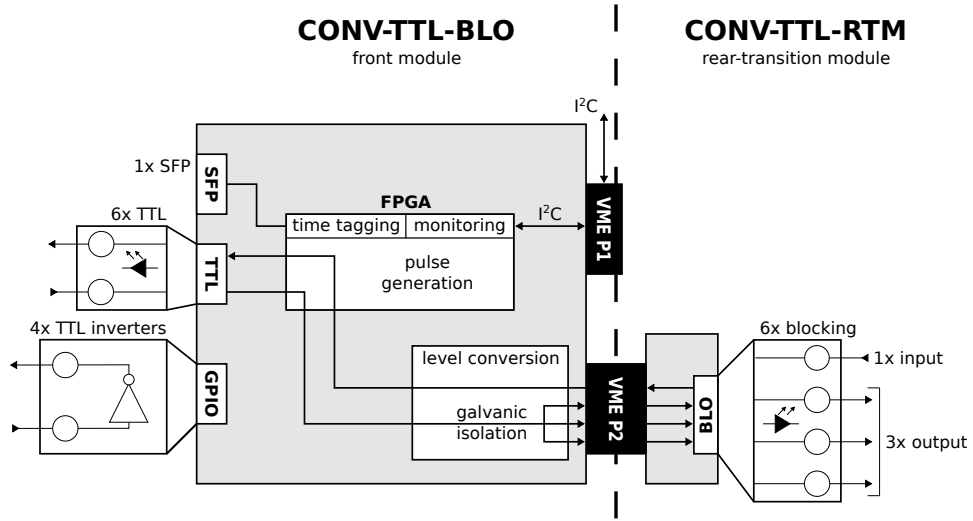 CONV-TTL-BLO
front module
CONV-TTL-RTM
rear-transition module
I²C
1x SFP
SFP
FPGA
time tagging
monitoring
pulse
generation
I²C
VME P1
6x TTL
TTL
4x TTL inverters
GPIO
level conversion
galvanic
isolation
VME P2
BLO
6x blocking
1x input
3x output